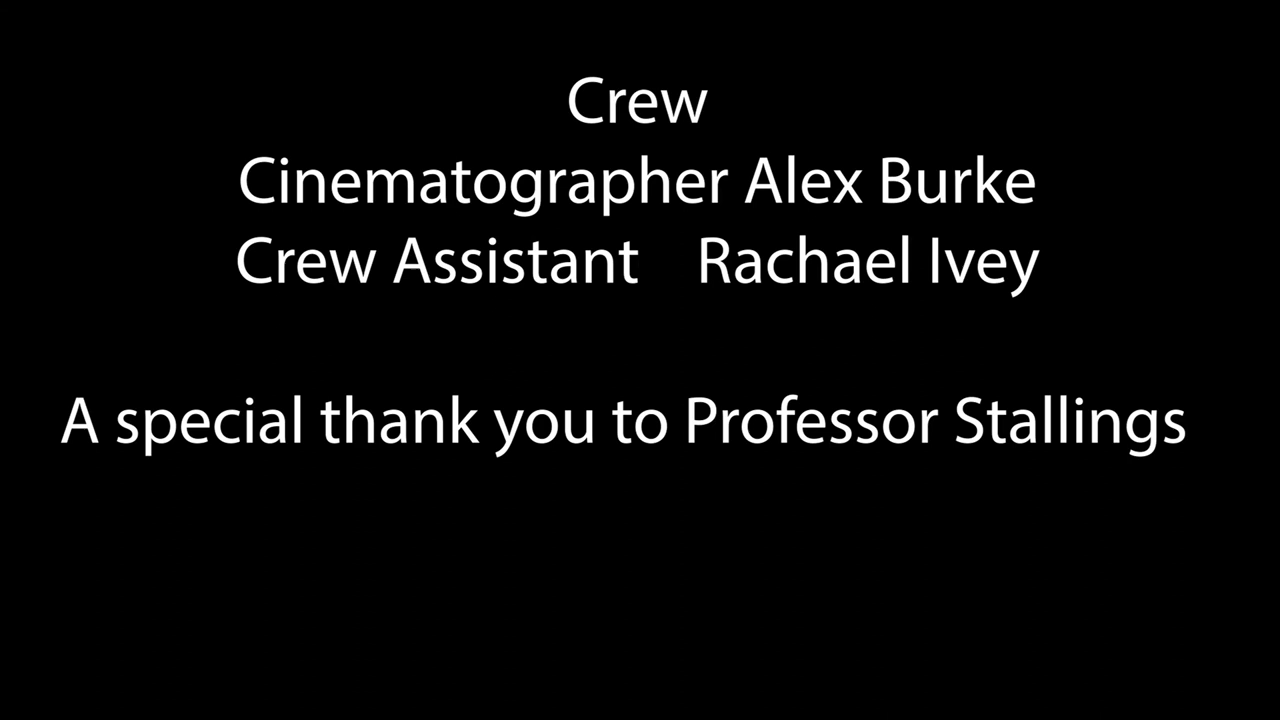 Crew
Cinematographer Alex Burke
Crew Assistant    Rachael Ivey
A special thank you to Professor Stallings